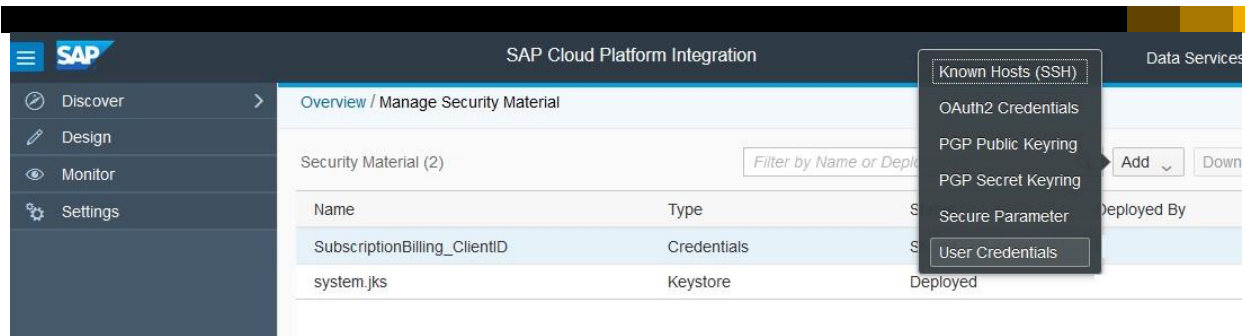 SAP
SAP Cloud Platform Integration
Data Services
Discover
Design
Monitor
Settings
Overview / Manage Security Material
Security Material (2)
Filter by Name or
Add
Known Hosts (SSH)
OAuth2 Credentials
PGP Public Keyring
PGP Secret Keyring
Secure Parameter
User Credentials
Name Type Deployed By
SubscriptionBilling_ClientID Credentials
system.jks Keystore Deployed